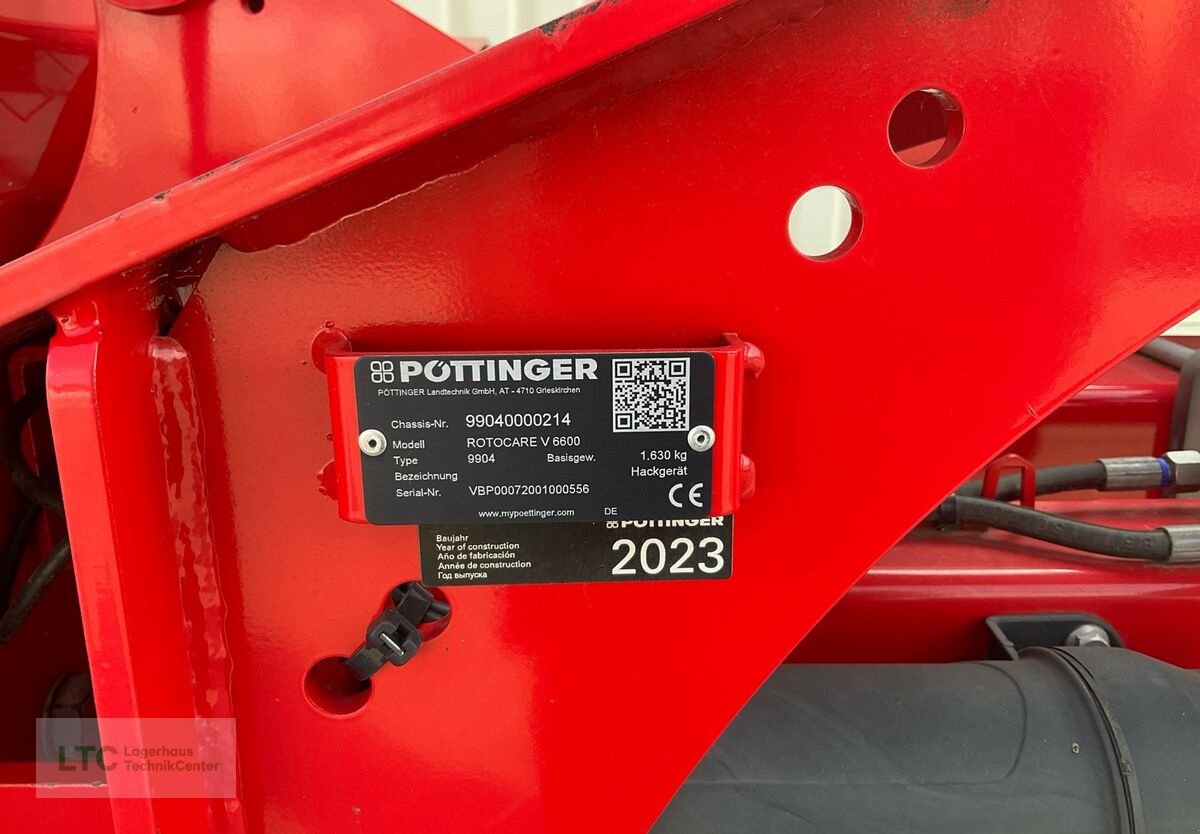 PÖTTINGER
PÖTTINGER Landtechnik GmbH, AT - 4710 Grieskirchen
Chassis-Nr. 99040000214
Modell ROTOCARE V 6600
Type 9904 Basisgew. 1.630 kg
Bezeichnung Hackgerät
Serial-Nr. VBP00072001000556
CE
www.mypoettinger.com DE
PÖTTINGER
Baujahr
Year of construction
Año de fabricación
Année de construction
Год выпуска
2023
LTC Lagerhaus
TechnikCenter